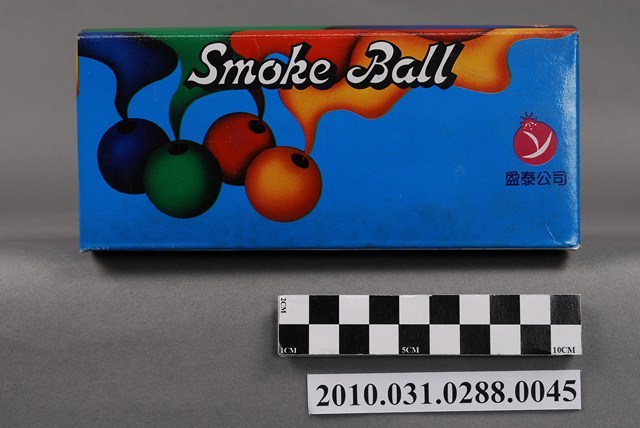 Smoke Ball
盈泰公司
2CM
1CM 5CM 10CM
2010.031.0288.0045